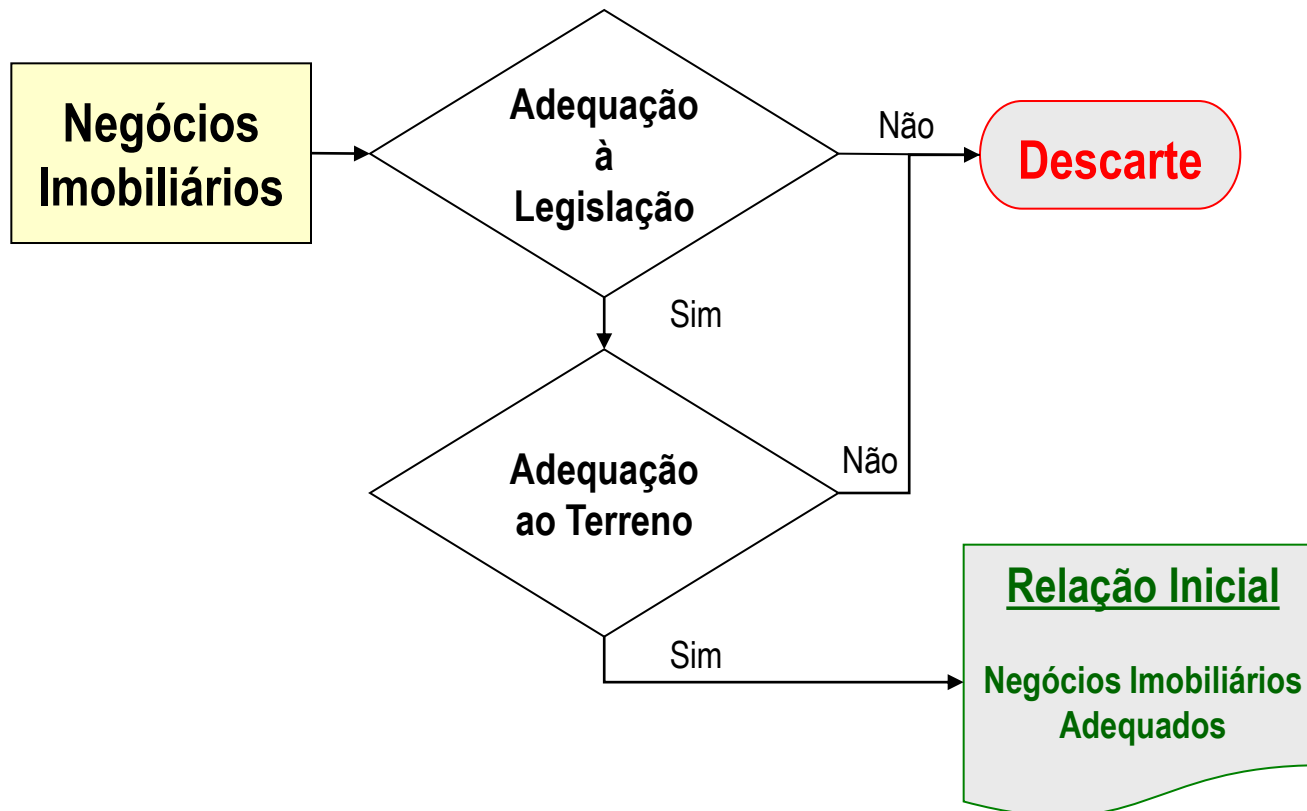 Negócios
Imobiliários
Adequação
à
Legislação
Não
Descarte
Sim
Adequação
ao Terreno
Não
Sim
Relação Inicial
Negócios Imobiliários
Adequados